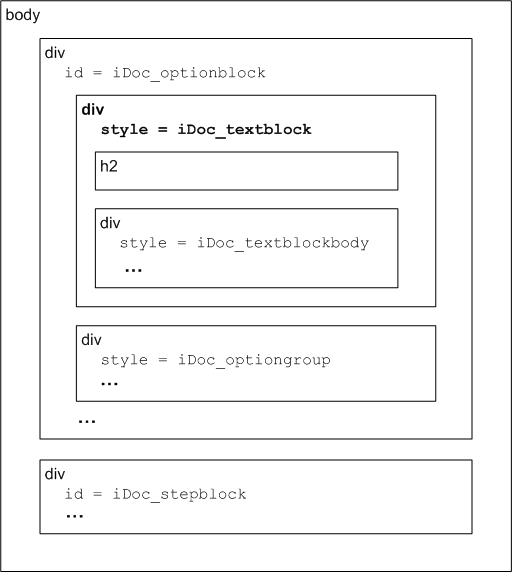 body
div
id = iDoc_optionblock
div
style = iDoc_textblock
h2
div
style = iDoc_textblockbody
...
div
style = iDoc_optiongroup
...
...
div
id = iDoc_stepblock
...